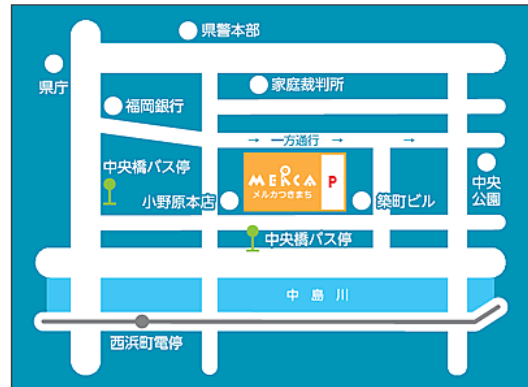 県警本部
県庁
家庭裁判所
福岡銀行
→ 一方通行 → →
中央橋バス停
MERCA
メルカつきまち
P
中央
公園
小野原本店
築町ビル
中央橋バス停
中島川
西浜町電停